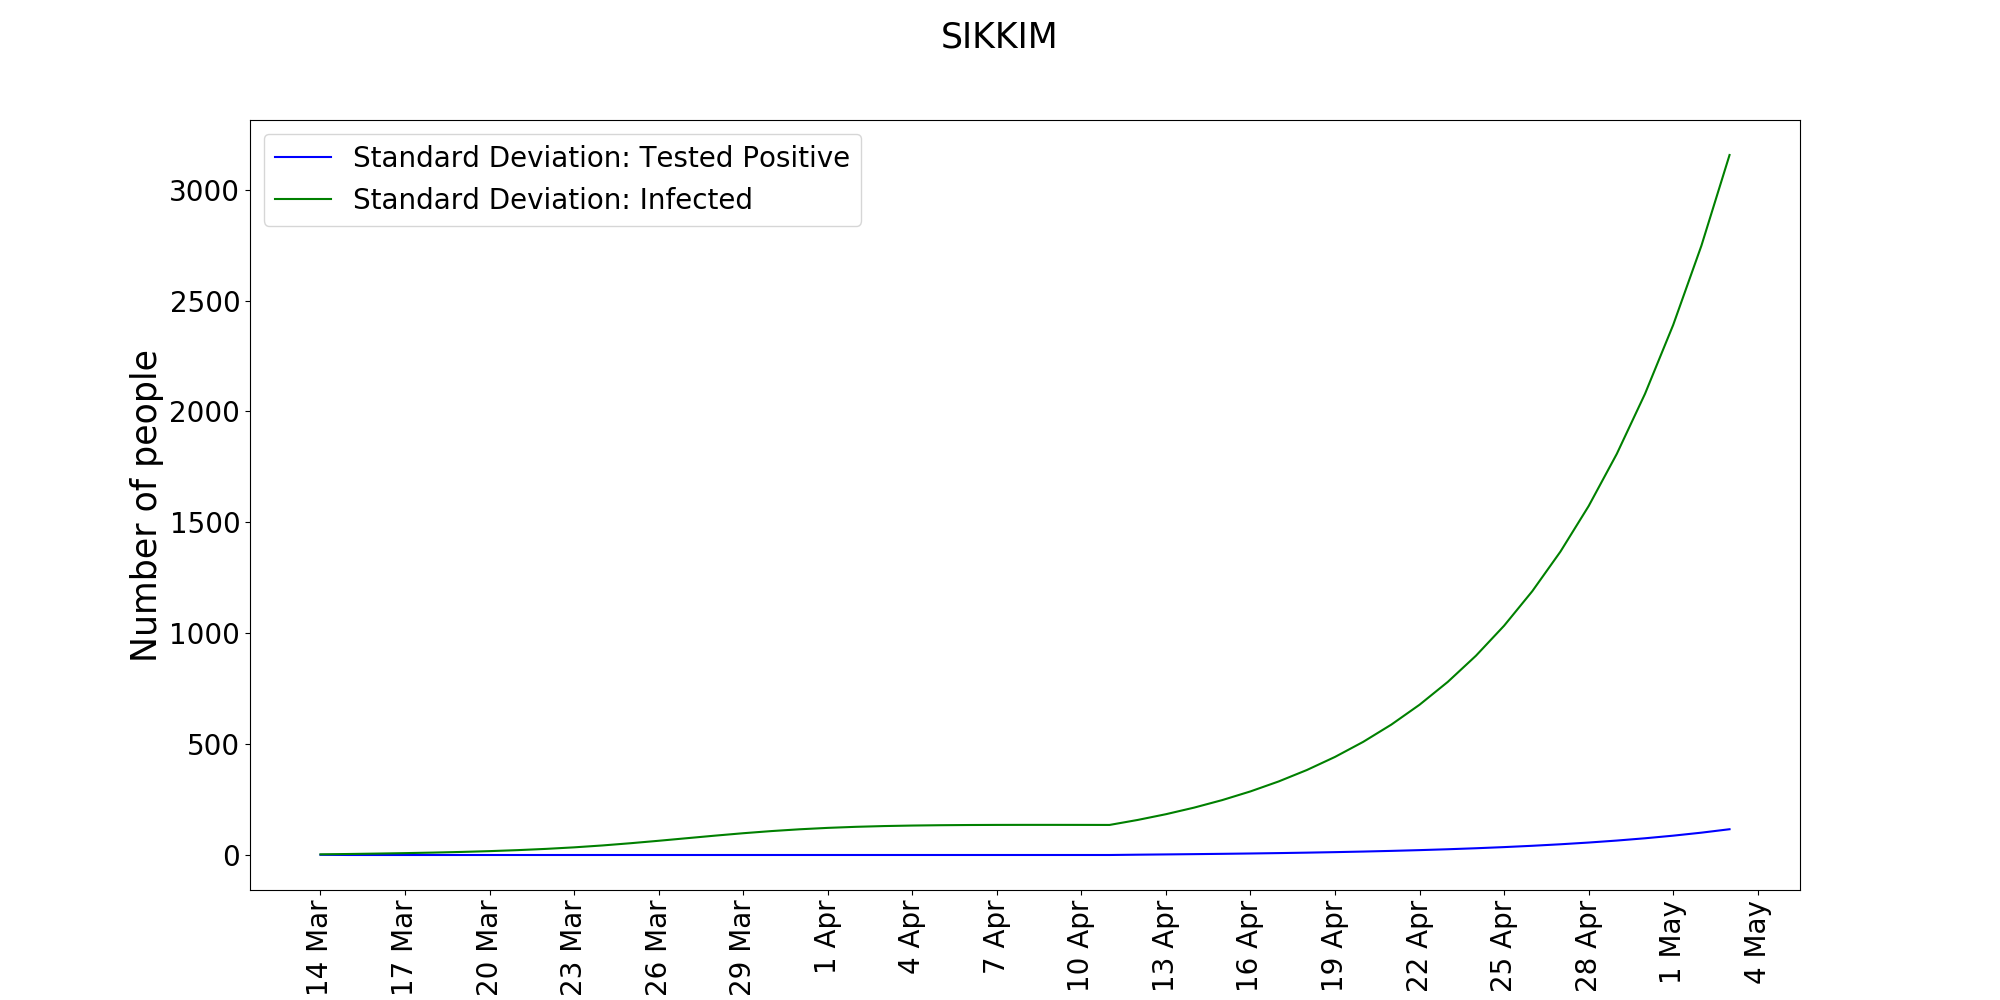 SIKKIM
Standard Deviation: Tested Positive
Standard Deviation: Infected
Number of people
3000
2500
2000
1500
1000
500
0
14 Mar
17 Mar
20 Mar
23 Mar
26 Mar
29 Mar
1 Apr
4 Apr
7 Apr
10 Apr
13 Apr
16 Apr
19 Apr
22 Apr
25 Apr
28 Apr
1 May
4 May